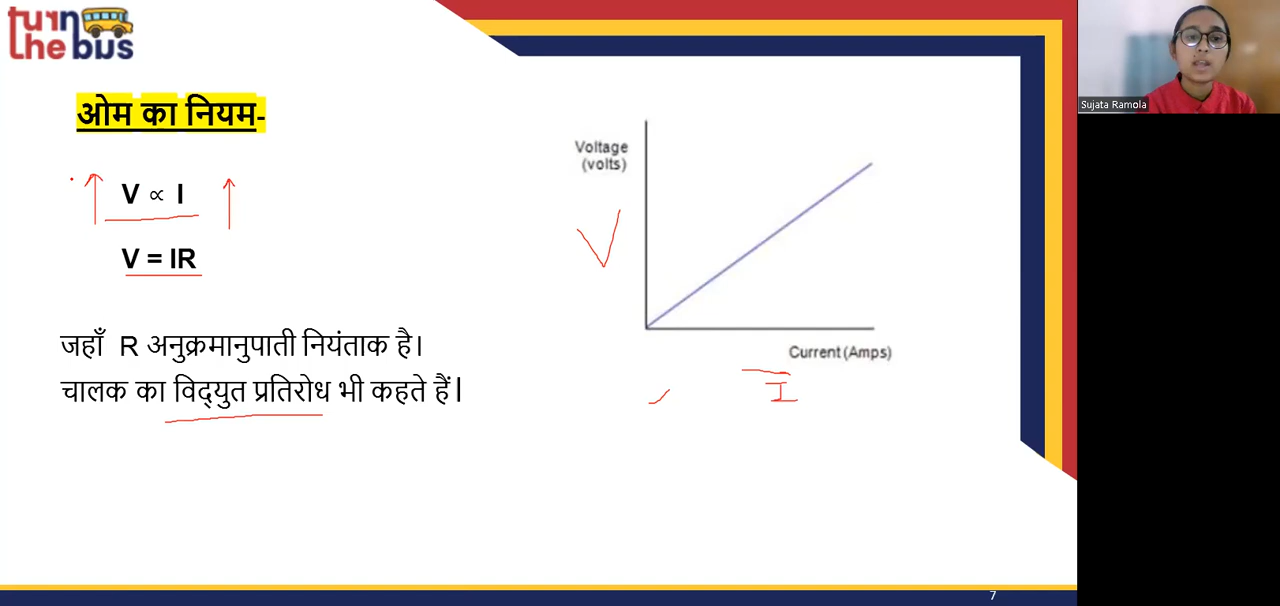 turn
the bus
Sujata Ramola
ओम का नियम-
V ∝ I
V = IR
जहाँ R अनुक्रमानुपाती नियंताक है।
चालक का विद्युत प्रतिरोध भी कहते हैं।
Voltage
(volts)
V
Current (Amps)
I
7